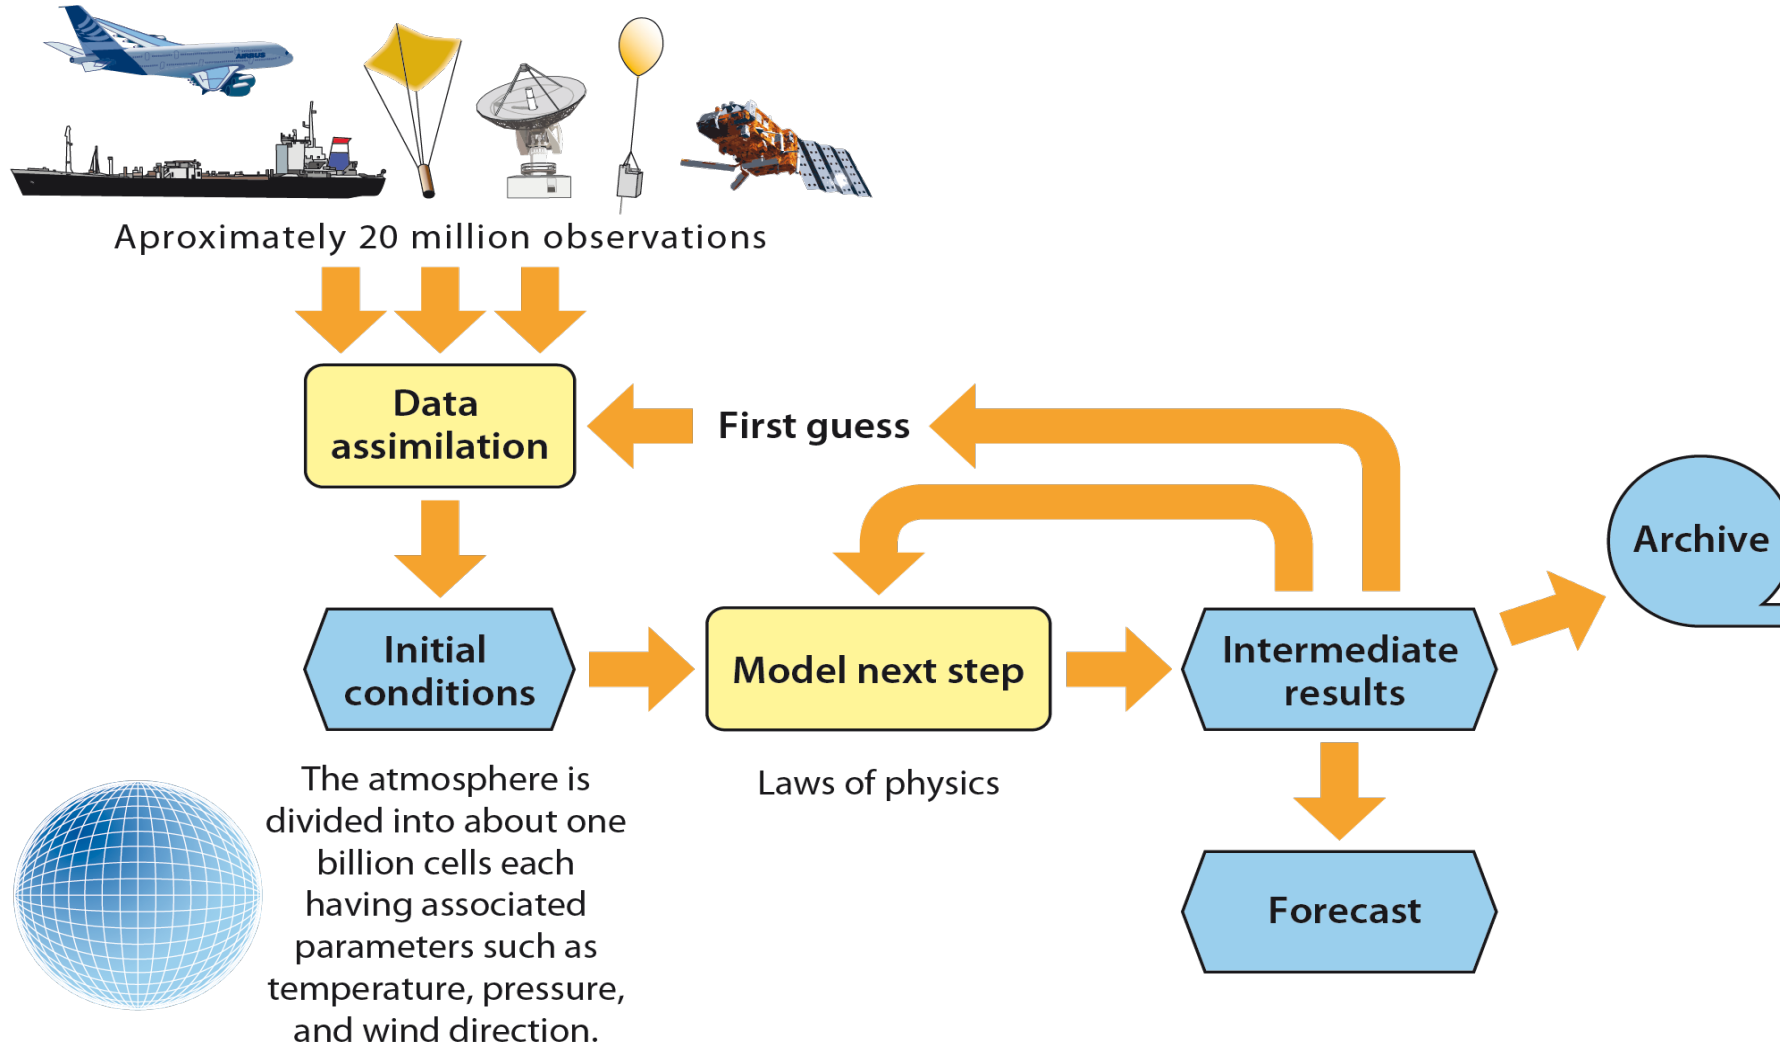 AIRBUS
Aproximately 20 million observations
Data
assimilation
First guess
Archive
Initial
conditions
Model next step
Intermediate
results
The atmosphere is
divided into about one
billion cells each
having associated
parameters such as
temperature, pressure,
and wind direction.
Laws of physics
Forecast